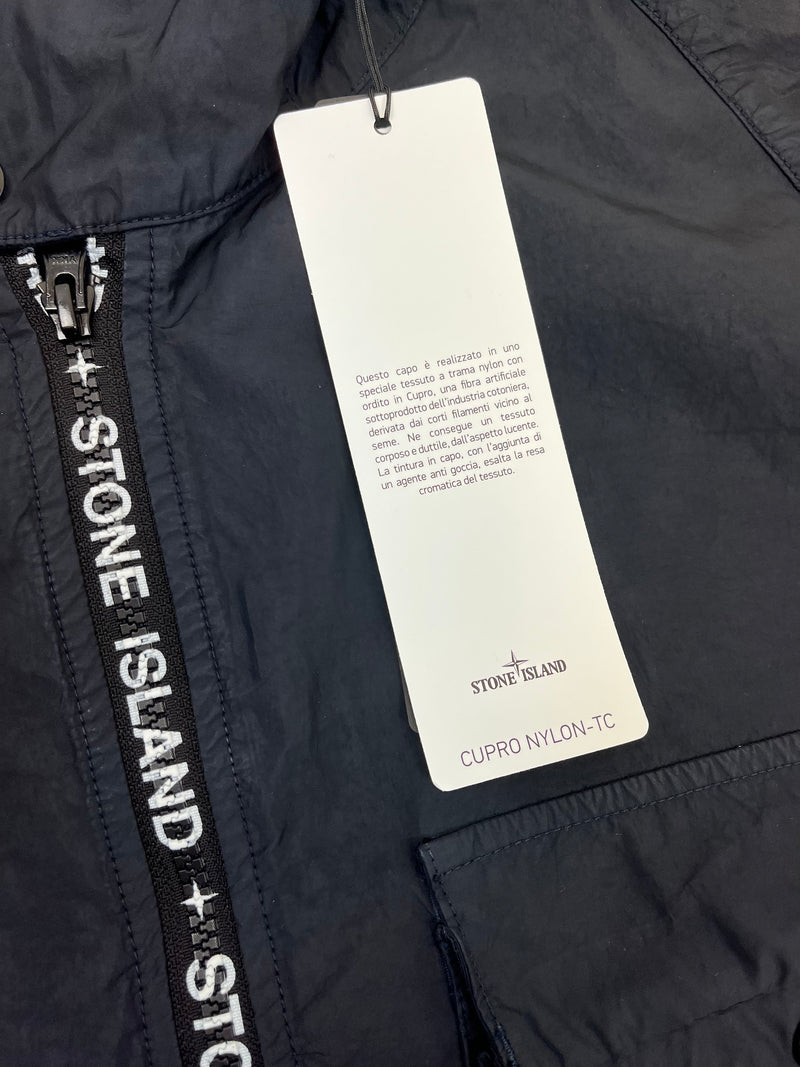 Questo capo è realizzato in uno
speciale tessuto a trama nylon con
ordito in Cupro, una fibra artificiale
sottoprodotto dell'industria cotoniera,
derivata dai corti filamenti vicino al
seme. Ne consegue un tessuto
corposo e duttile, dall'aspetto lucente.
La tintura in capo, con l'aggiunta di
un agente anti goccia, esalta la resa
cromatica del tessuto.
STONE ISLAND
CUPRO NYLON-TC
STONE ISLAND
STO